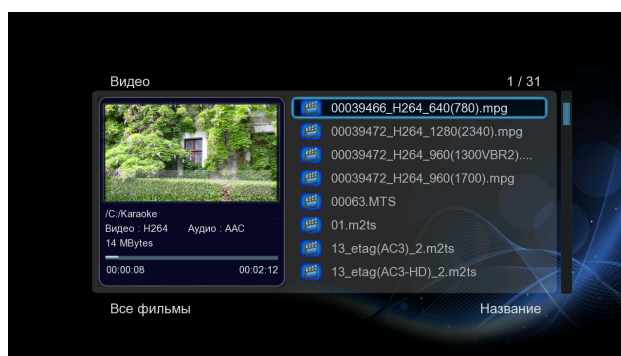 Видео
1 / 31
/C:/Karaoke
Видео : H264 Аудио : AAC
14 MBytes
00:00:08 00:02:12
00039466_H264_640(780).mpg
00039472_H264_1280(2340).mpg
00039472_H264_960(1300VBR2)....
00039472_H264_960(1700).mpg
00063.MTS
01.m2ts
13_etag(AC3)_2.m2ts
13_etag(AC3-HD)_2.m2ts
Все фильмы
Название